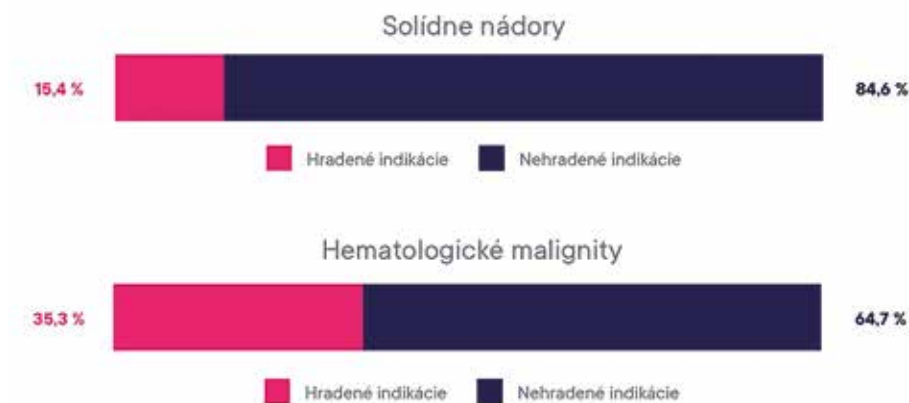 Solídne nádory
15,4 % 84,6 %
Hradené indikácie Nehradené indikácie
Hematologické malignity
35,3 % 64,7 %
Hradené indikácie Nehradené indikácie